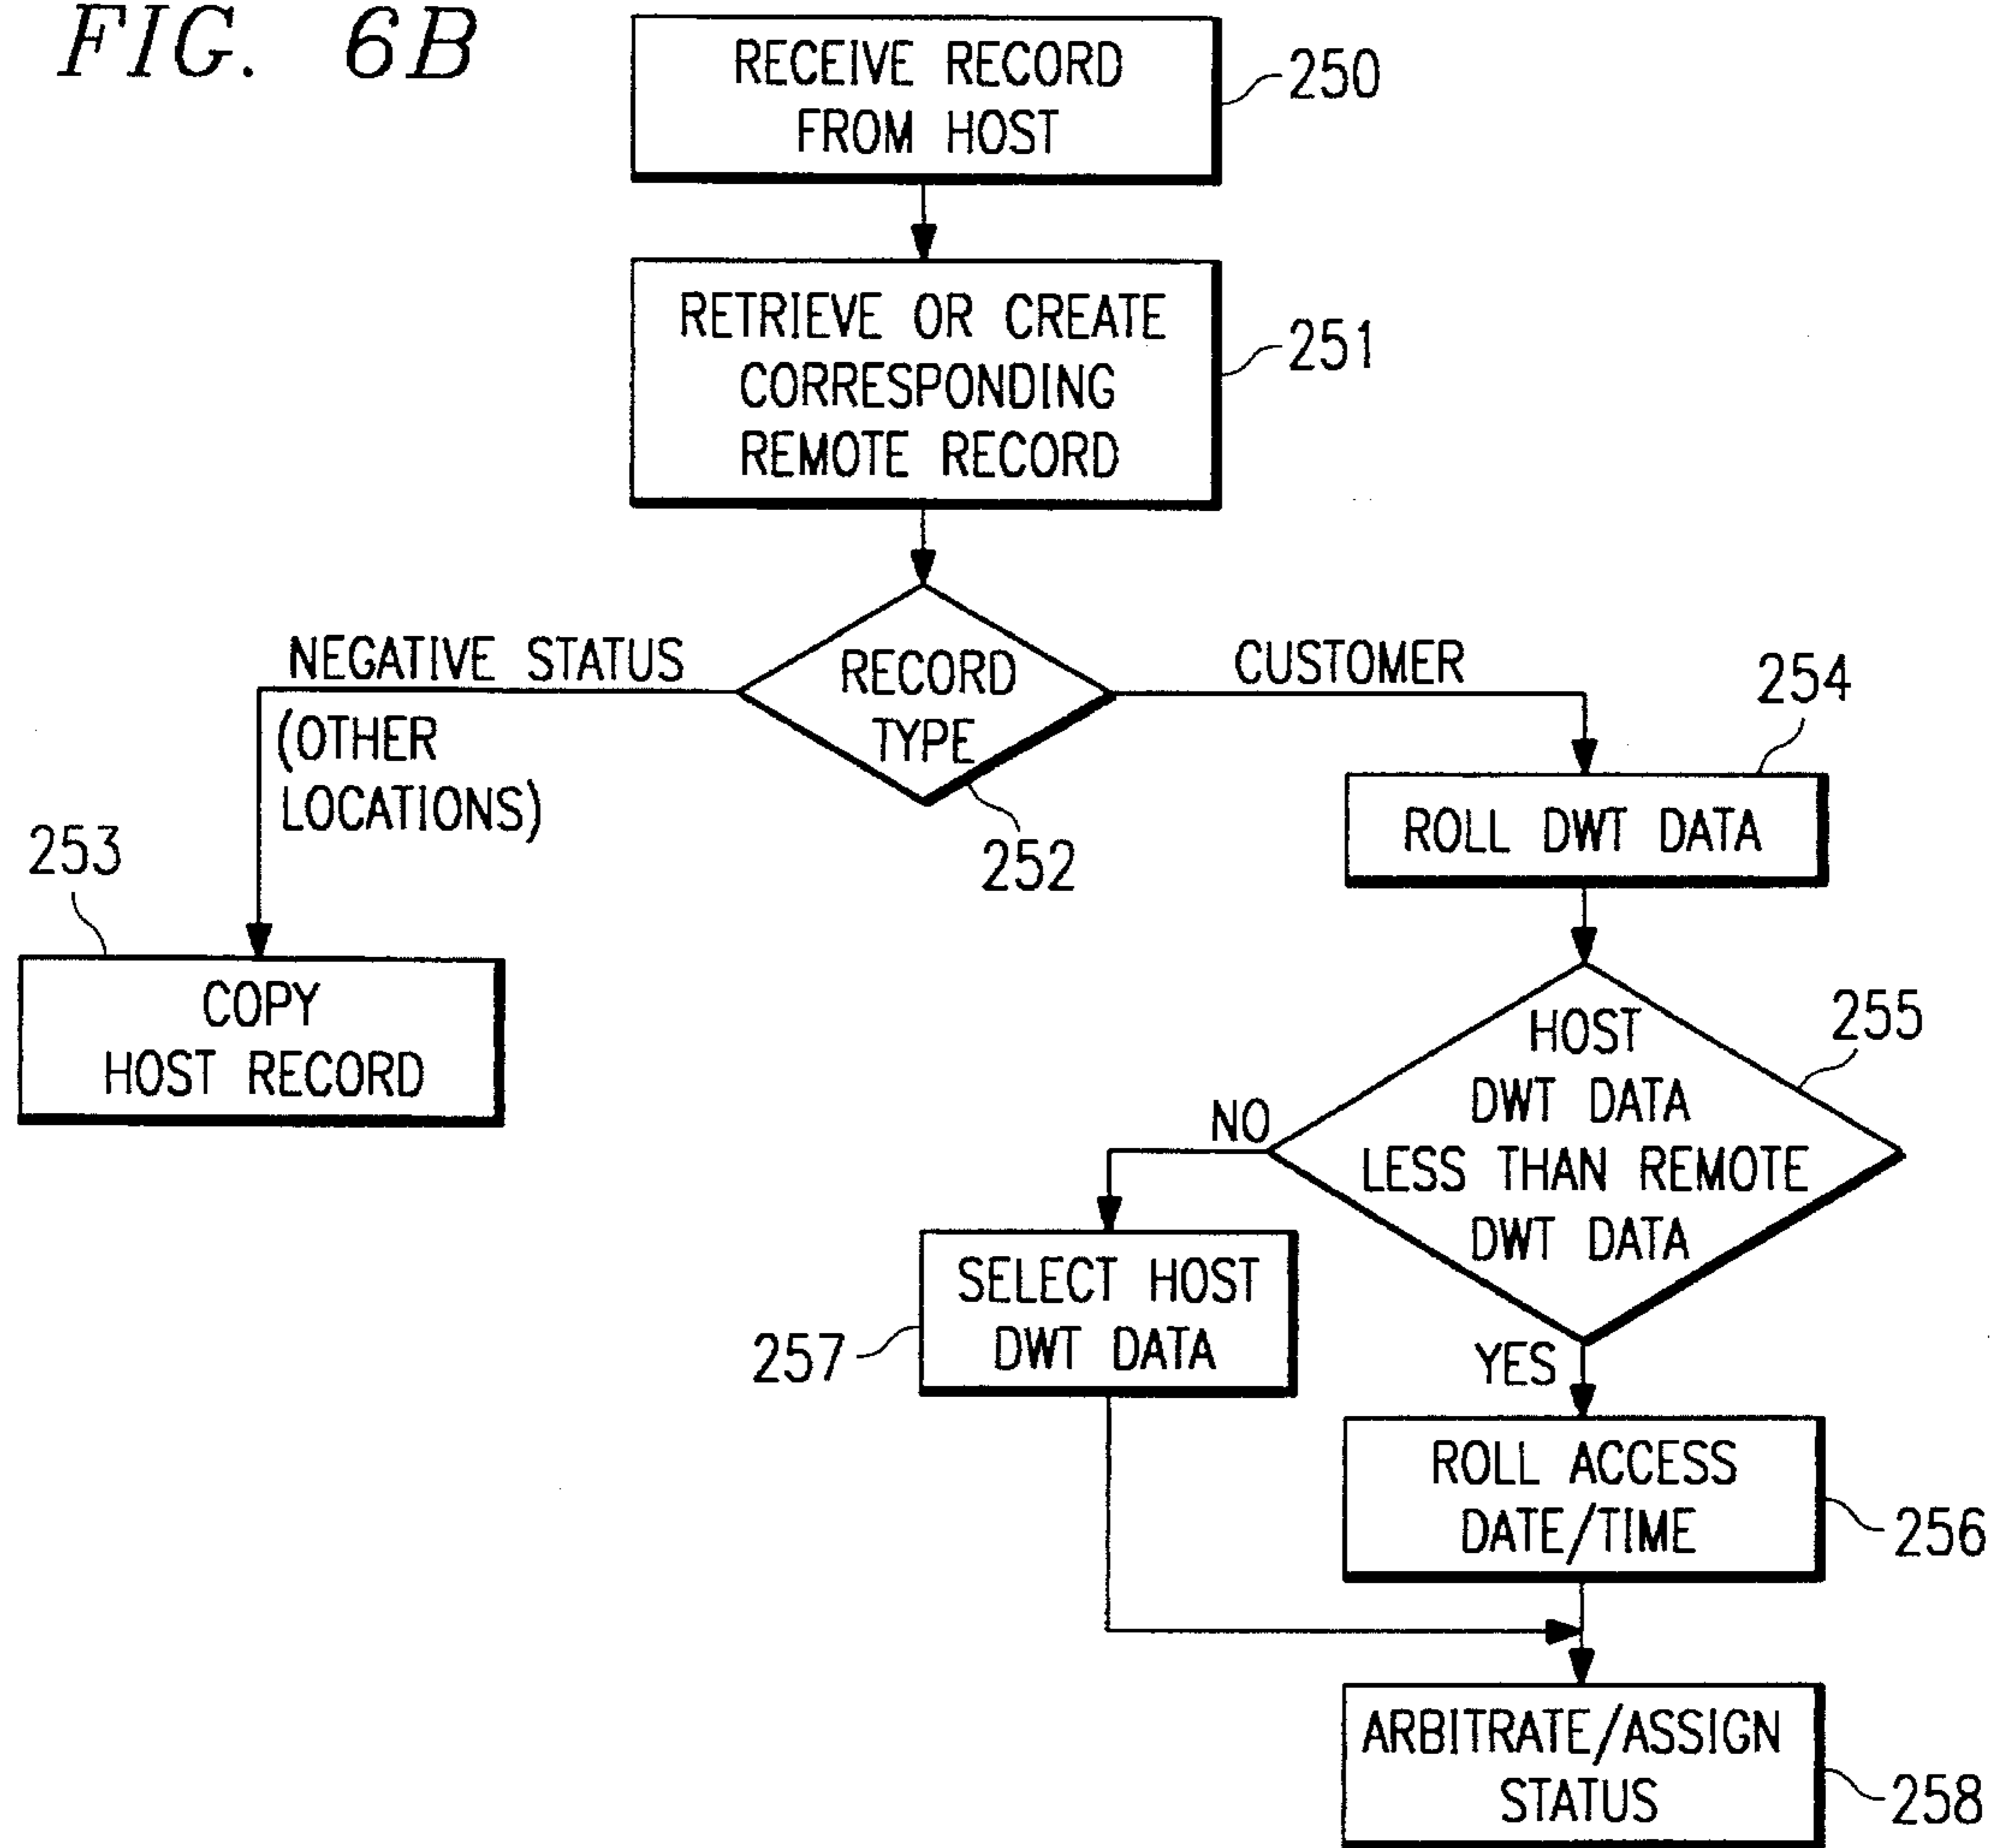 FIG. 6B
RECEIVE RECORD
FROM HOST
250
RETRIEVE OR CREATE
CORRESPONDING
REMOTE RECORD
251
NEGATIVE STATUS
(OTHER
LOCATIONS)
RECORD
TYPE
252
CUSTOMER
253
COPY
HOST RECORD
254
ROLL DWT DATA
HOST
DWT DATA
LESS THAN REMOTE
DWT DATA
255
NO
YES
SELECT HOST
DWT DATA
257
ROLL ACCESS
DATE/TIME
256
ARBITRATE/ASSIGN
STATUS
258